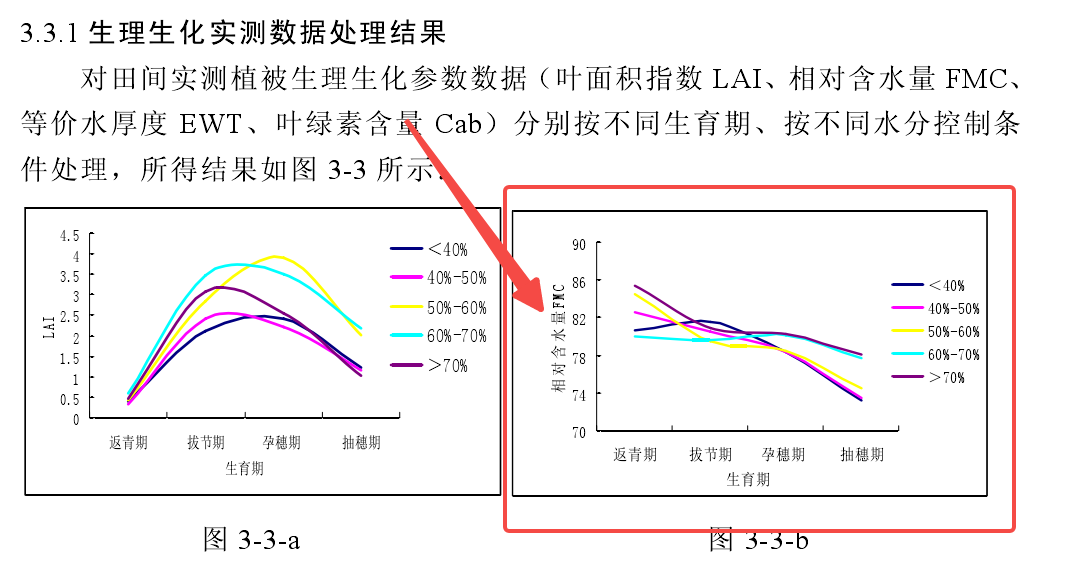 3.3.1 生理生化实测数据处理结果
对田间实测植被生理生化参数数据（叶面积指数 LAI、相对含水量 FMC、
等价水厚度 EWT、叶绿素含量 Cab）分别按不同生育期、按不同水分控制条
件处理，所得结果如图 3-3 所示.
4.5
4
3.5
3
2.5
2
1.5
1
0.5
0
LAI
返青期 拔节期 孕穗期 抽穗期
生育期
＜40%
40%-50%
50%-60%
60%-70%
＞70%
图 3-3-a
90
86
82
78
74
70
相对含水量FMC
返青期 拔节期 孕穗期 抽穗期
生育期
＜40%
40%-50%
50%-60%
60%-70%
＞70%
图 3-3-b